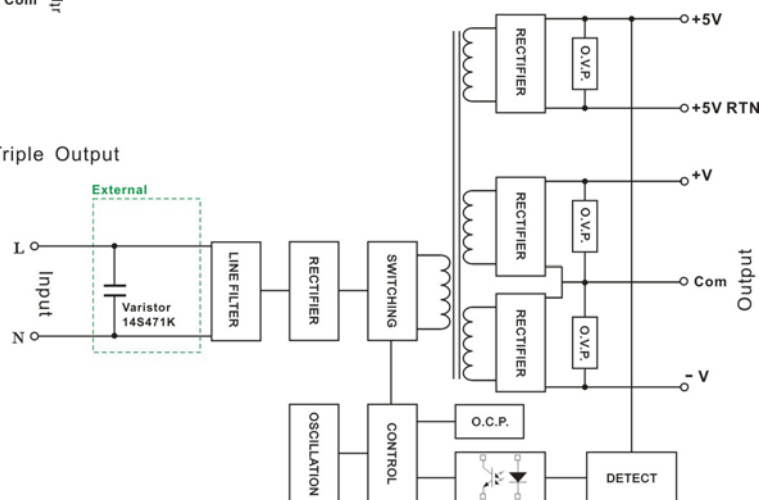 Com
Triple Output
External
L
Input
N
Varistor
14S471K
LINE FILTER
RECTIFIER
SWITCHING
RECTIFIER
O.V.P.
+5V
+5V RTN
RECTIFIER
O.V.P.
+V
Com
Output
RECTIFIER
O.V.P.
- V
OSCILLATION
CONTROL
O.C.P.
DETECT